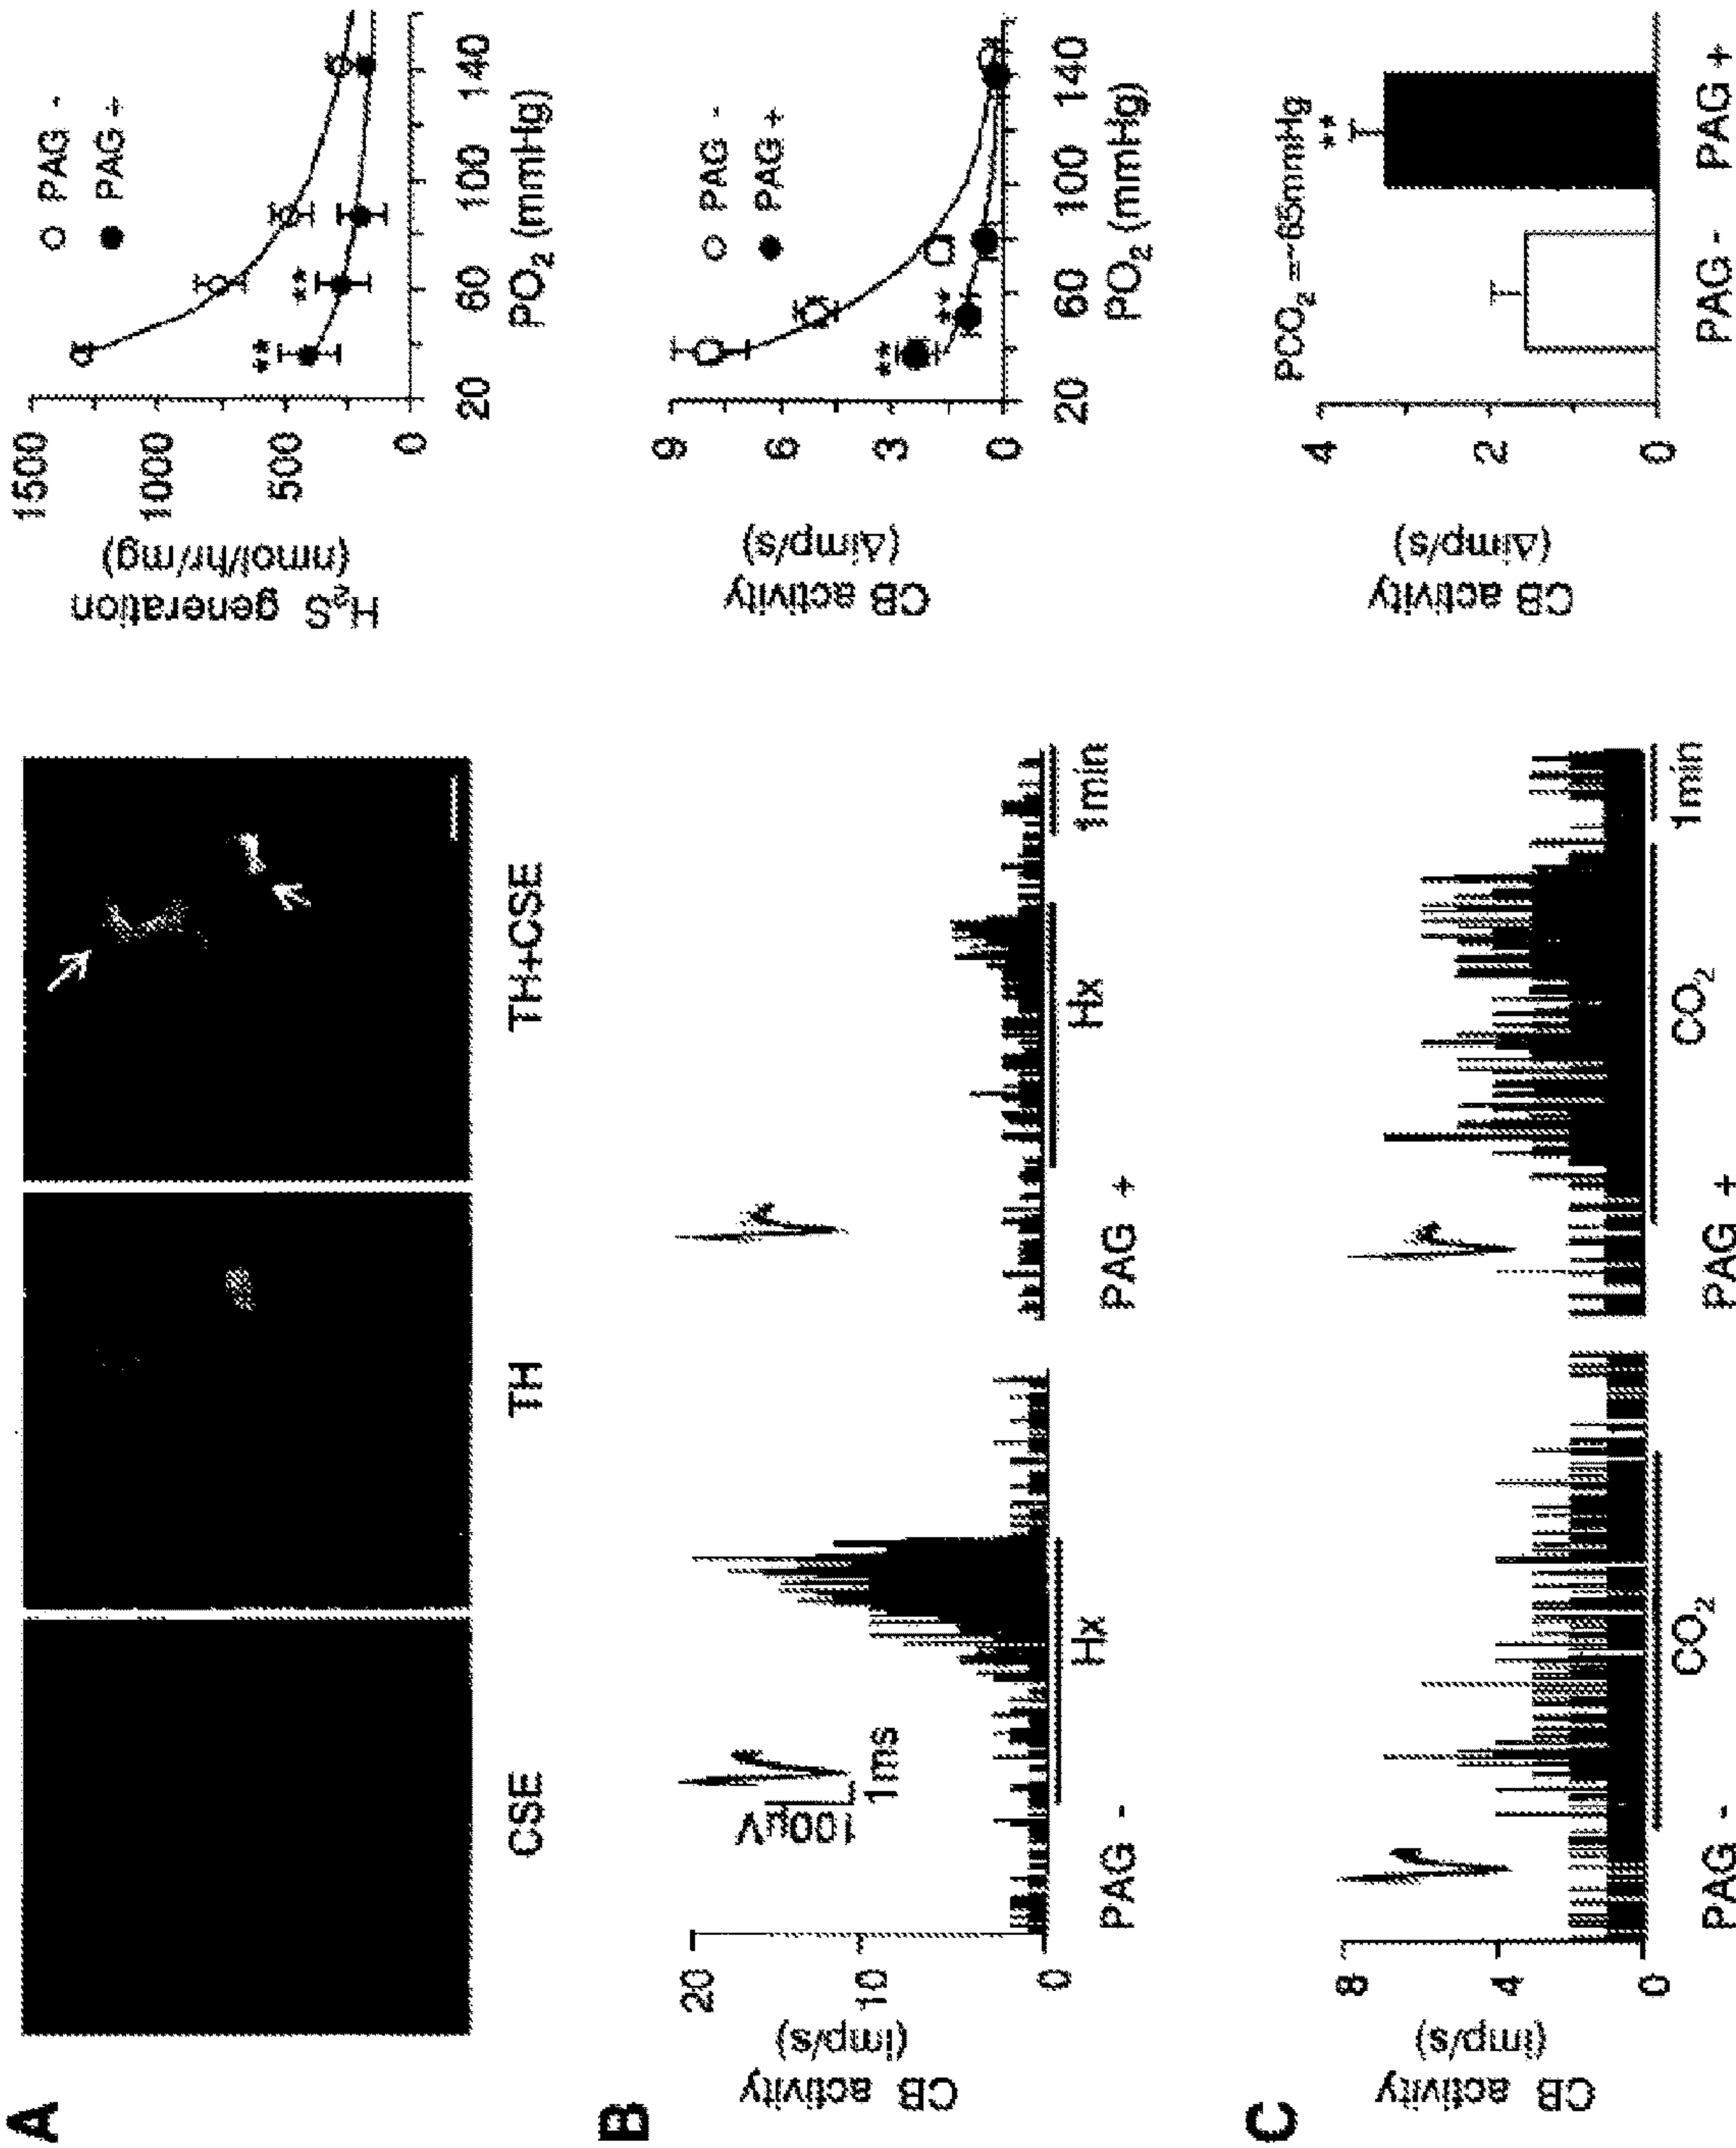 A
CSE
TH
TH+CSE
H₂S generation
(nmol/hr/mg)
1500
1000
500
0
PAG -
PAG +
**
**
20
60
100
140
PO₂ (mmHg)
B
CB activity
(imp/s)
20
10
0
100µV
1ms
Hx
PAG -
Hx
1min
PAG +
CB activity
(Δimp/s)
9
6
3
0
PAG -
PAG +
**
**
20
60
100
140
PO₂ (mmHg)
C
CB activity
(imp/s)
8
4
0
CO₂
PAG -
CO₂
1min
PAG +
CB activity
(Δimp/s)
4
2
0
PCO₂ =~65mmHg
**
PAG -
PAG +